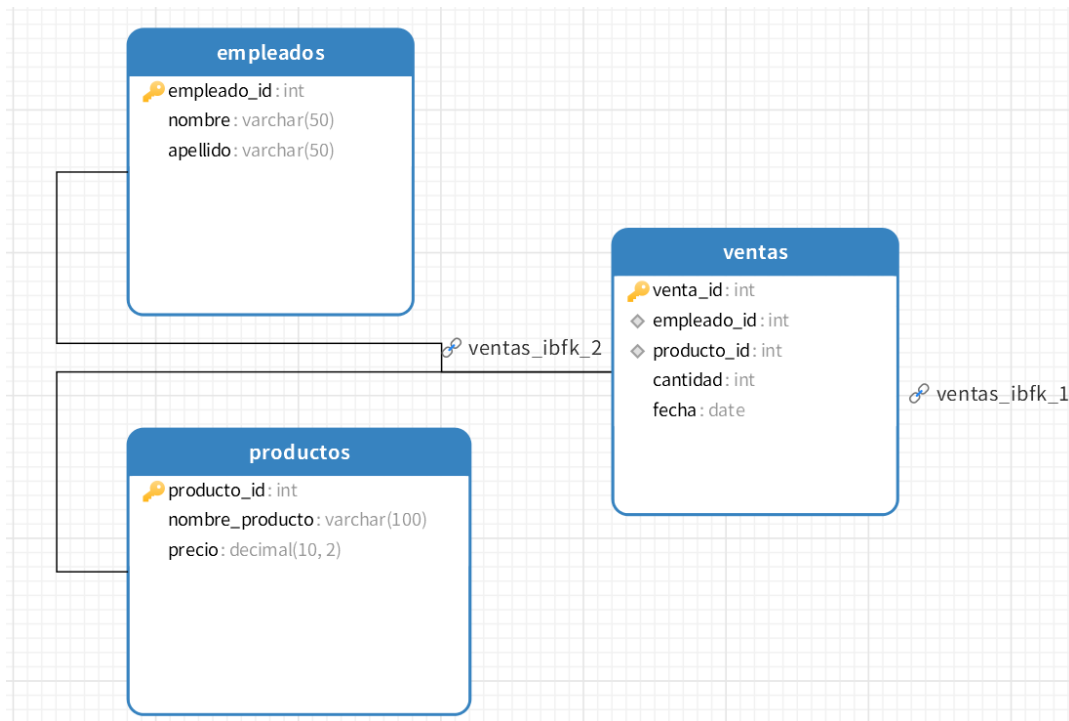 empleados
empleado_id : int
nombre : varchar(50)
apellido : varchar(50)
ventas
venta_id : int
empleado_id : int
producto_id : int
cantidad : int
fecha : date
ventas_ibfk_2
ventas_ibfk_1
productos
producto_id : int
nombre_producto : varchar(100)
precio : decimal(10, 2)